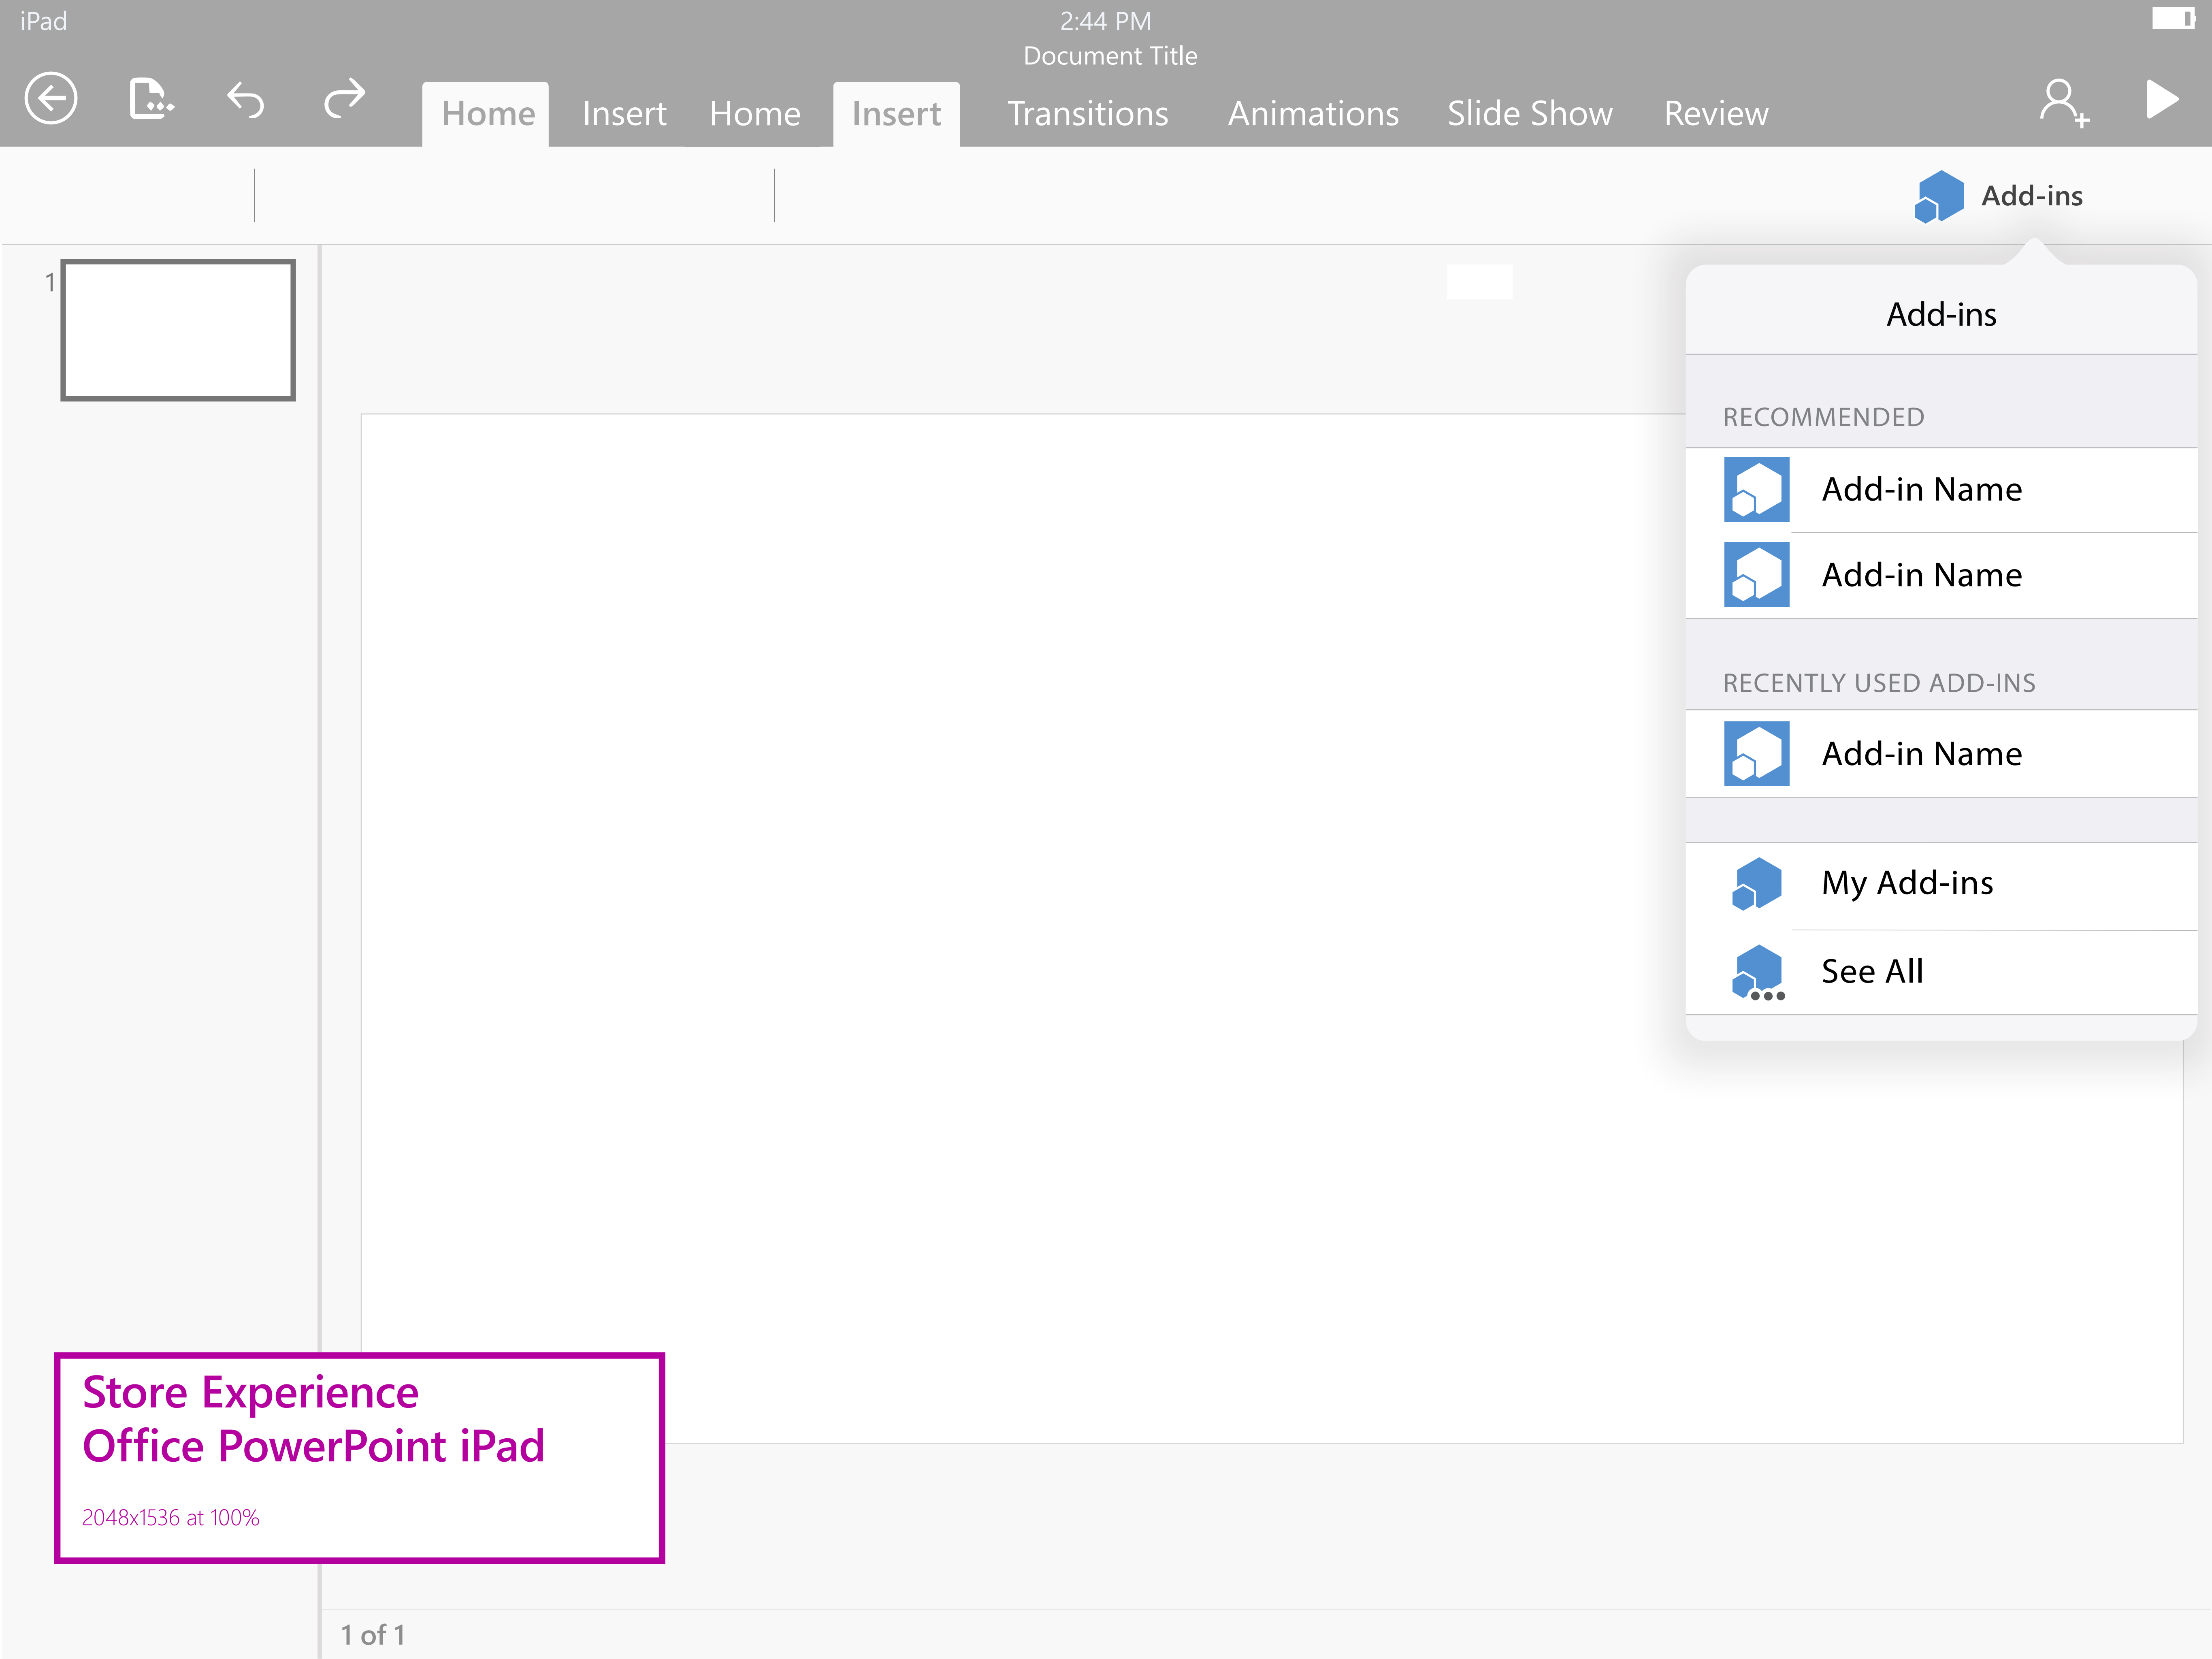 iPad
2:44 PM
Document Title
Home Insert Home Insert Transitions Animations Slide Show Review
Add-ins
1
Add-ins
RECOMMENDED
Add-in Name
Add-in Name
RECENTLY USED ADD-INS
Add-in Name
My Add-ins
See All
Store Experience
Office PowerPoint iPad
2048x1536 at 100%
1 of 1